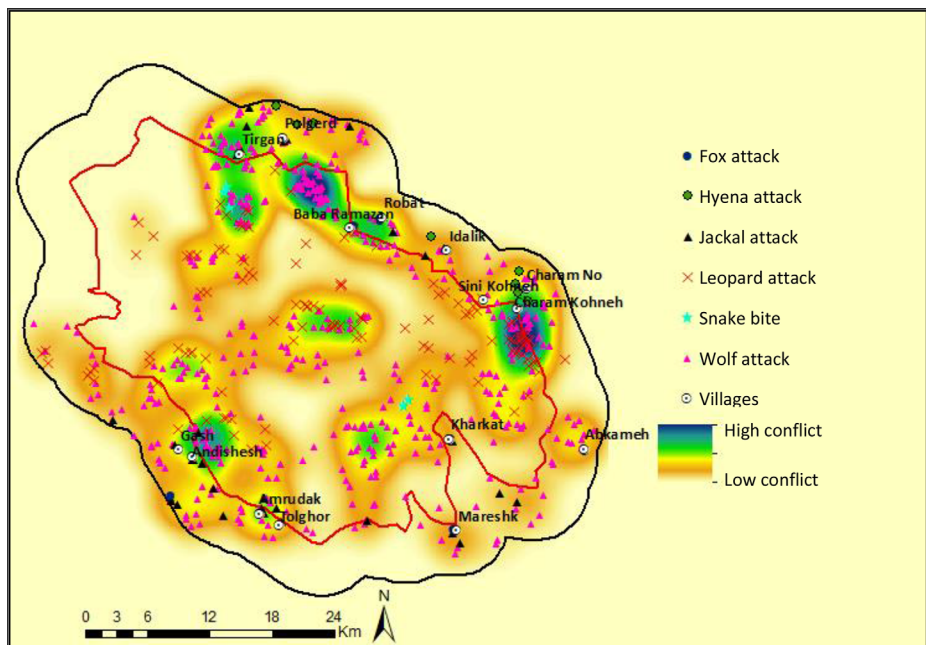 Palgerd
Tirgan
Robat
Baba Ramazan
Idalik
Charam No
Sini Kohneh
Charam Kohneh
Kharkat
Abkameh
Gash
Andishesh
Amrudak
Tolghor
Mareshk
Fox attack
Hyena attack
Jackal attack
Leopard attack
Snake bite
Wolf attack
Villages
High conflict
Low conflict
0 3 6 12 18 24
Km
N